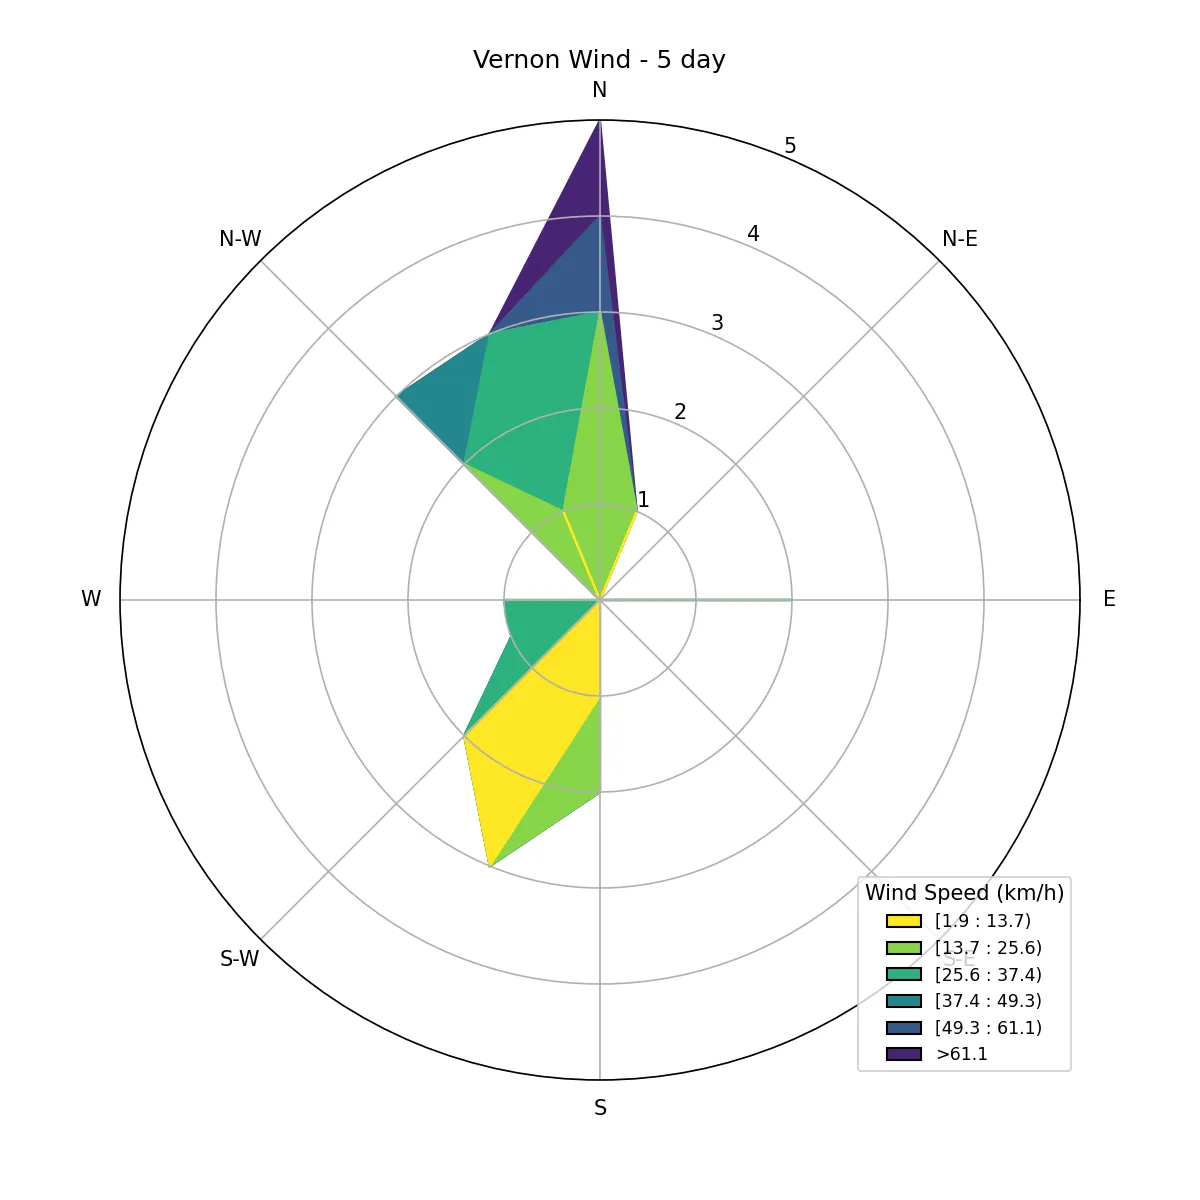 Vernon Wind - 5 day
N
5
N-W
N-E
4
3
2
1
W
E
S-W
S-E
Wind Speed (km/h)
[1.9 : 13.7)
[13.7 : 25.6)
[25.6 : 37.4)
[37.4 : 49.3)
[49.3 : 61.1)
>61.1
S